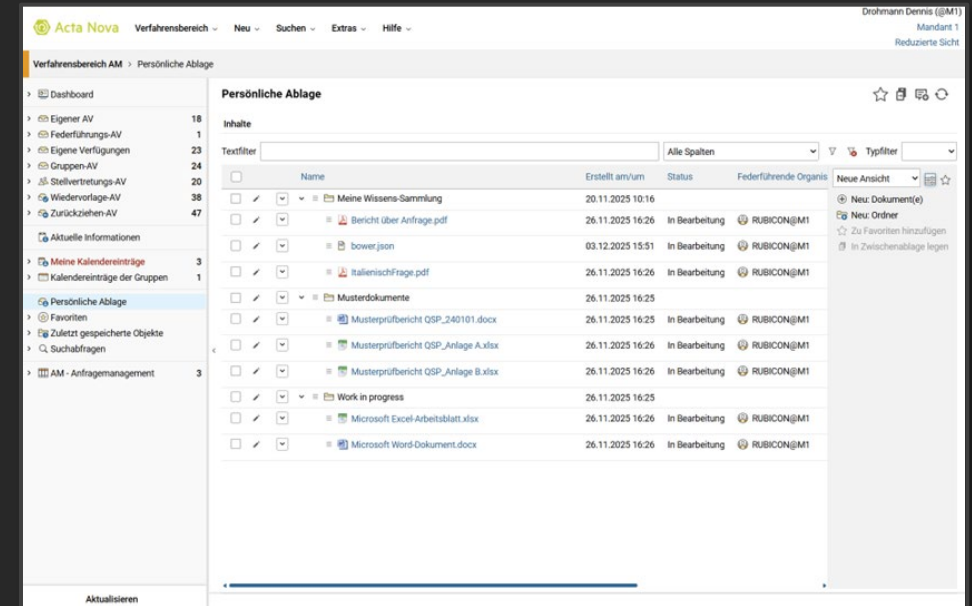 Drohmann Dennis (@M1)
Acta Nova Verfahrensbereich Neu Suchen Extras Hilfe Mandant 1
Reduzierte Sicht
Verfahrensbereich AM > Persönliche Ablage
Dashboard
Eigener AV 18
Federführungs-AV 1
Eigene Verfügungen 23
Gruppen-AV 24
Stellvertretungs-AV 20
Wiedervorlage-AV 38
Zurückziehen-AV 47
Aktuelle Informationen
Meine Kalendereinträge 3
Kalendereinträge der Gruppen 1
Persönliche Ablage
Favoriten
Zuletzt gespeicherte Objekte
Suchabfragen
AM - Anfragemanagement 3
Aktualisieren
Persönliche Ablage
Inhalte
Textfilter Alle Spalten Typfilter
Name Erstellt am/um Status Federführende Organis
Meine Wissens-Sammlung 20.11.2025 10:16
Bericht über Anfrage.pdf 26.11.2025 16:26 In Bearbeitung RUBICON@M1
bower.json 03.12.2025 15:51 In Bearbeitung RUBICON@M1
ItalienischFrage.pdf 26.11.2025 16:26 In Bearbeitung RUBICON@M1
Musterdokumente 26.11.2025 16:25
Musterprüfbericht QSP_240101.docx 26.11.2025 16:25 In Bearbeitung RUBICON@M1
Musterprüfbericht QSP_Anlage A.xlsx 26.11.2025 16:26 In Bearbeitung RUBICON@M1
Musterprüfbericht QSP_Anlage B.xlsx 26.11.2025 16:26 In Bearbeitung RUBICON@M1
Work in progress 26.11.2025 16:25
Microsoft Excel-Arbeitsblatt.xlsx 26.11.2025 16:26 In Bearbeitung RUBICON@M1
Microsoft Word-Dokument.docx 26.11.2025 16:26 In Bearbeitung RUBICON@M1
Neue Ansicht
Neu: Dokument(e)
Neu: Ordner
Zu Favoriten hinzufügen
In Zwischenablage legen